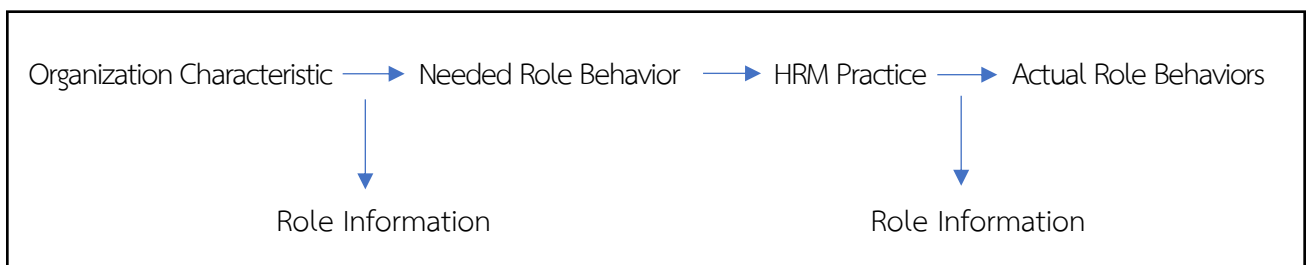 Organization Characteristic Needed Role Behavior HRM Practice Actual Role Behaviors
Role Information Role Information